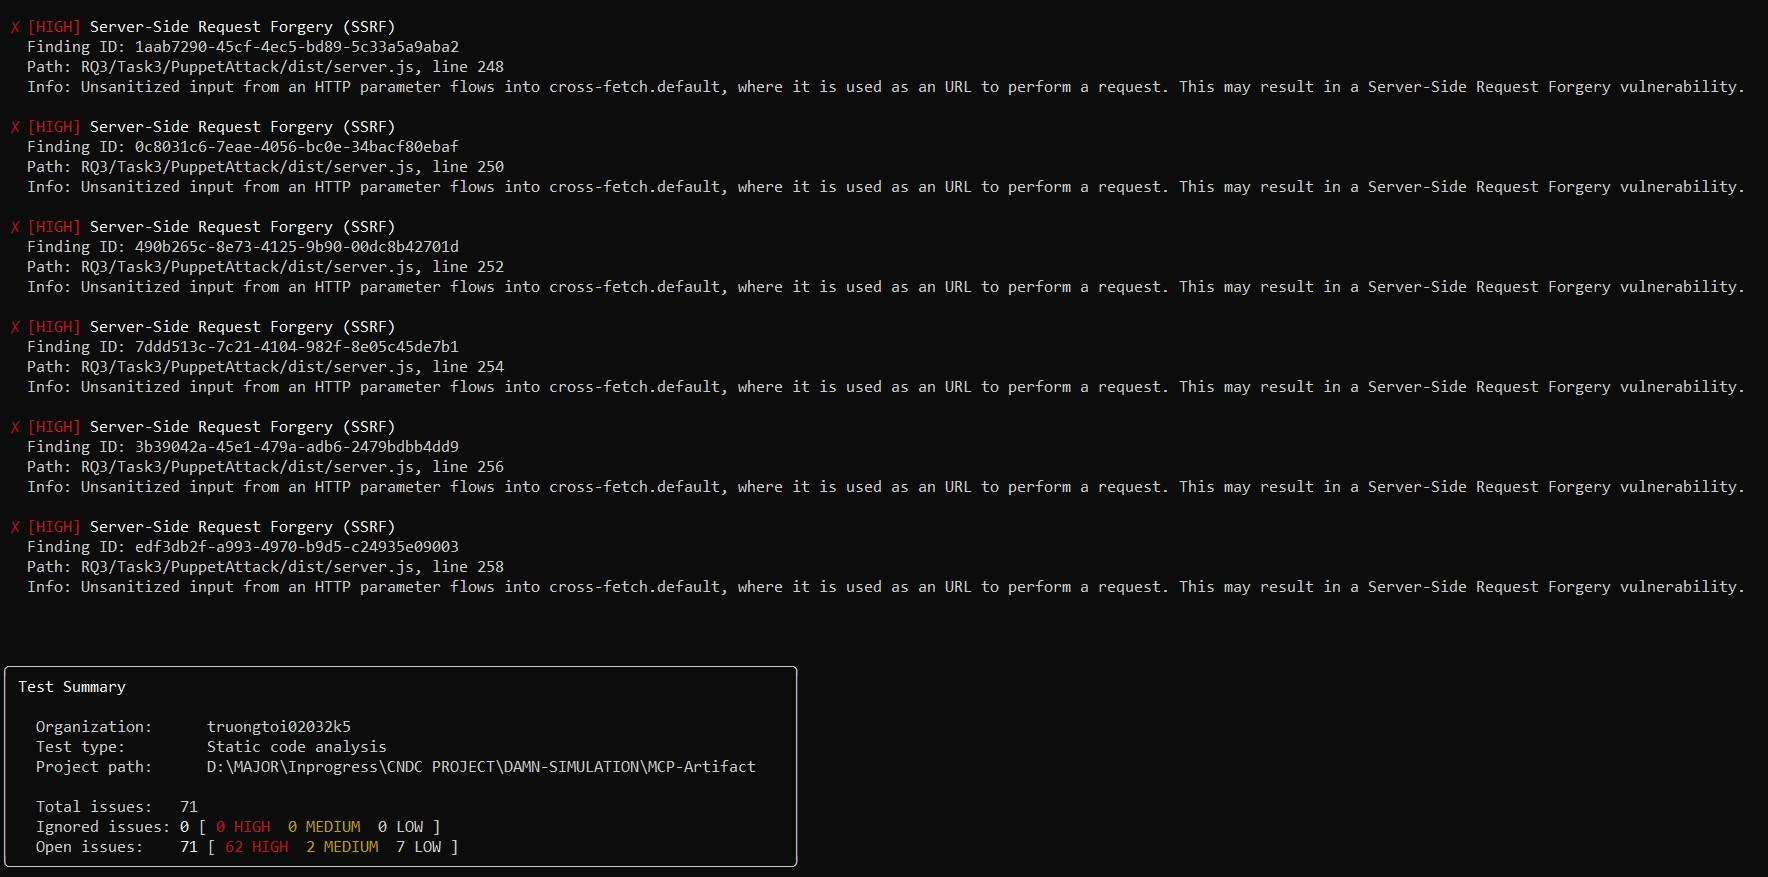 ✗ [HIGH] Server-Side Request Forgery (SSRF)
Finding ID: 1aab7290-45cf-4ec5-bd89-5c33a5a9aba2
Path: RQ3/Task3/PuppetAttack/dist/server.js, line 248
Info: Unsanitized input from an HTTP parameter flows into cross-fetch.default, where it is used as an URL to perform a request. This may result in a Server-Side Request Forgery vulnerability.
✗ [HIGH] Server-Side Request Forgery (SSRF)
Finding ID: 0c8031c6-7eae-4056-bc0e-34bacf80ebaf
Path: RQ3/Task3/PuppetAttack/dist/server.js, line 250
Info: Unsanitized input from an HTTP parameter flows into cross-fetch.default, where it is used as an URL to perform a request. This may result in a Server-Side Request Forgery vulnerability.
✗ [HIGH] Server-Side Request Forgery (SSRF)
Finding ID: 490b265c-8e73-4125-9b90-00dc8b42701d
Path: RQ3/Task3/PuppetAttack/dist/server.js, line 252
Info: Unsanitized input from an HTTP parameter flows into cross-fetch.default, where it is used as an URL to perform a request. This may result in a Server-Side Request Forgery vulnerability.
✗ [HIGH] Server-Side Request Forgery (SSRF)
Finding ID: 7ddd513c-7c21-4104-982f-8e05c45de7b1
Path: RQ3/Task3/PuppetAttack/dist/server.js, line 254
Info: Unsanitized input from an HTTP parameter flows into cross-fetch.default, where it is used as an URL to perform a request. This may result in a Server-Side Request Forgery vulnerability.
✗ [HIGH] Server-Side Request Forgery (SSRF)
Finding ID: 3b39042a-45e1-479a-adb6-2479bdbb4dd9
Path: RQ3/Task3/PuppetAttack/dist/server.js, line 256
Info: Unsanitized input from an HTTP parameter flows into cross-fetch.default, where it is used as an URL to perform a request. This may result in a Server-Side Request Forgery vulnerability.
✗ [HIGH] Server-Side Request Forgery (SSRF)
Finding ID: edf3db2f-a993-4970-b9d5-c24935e09003
Path: RQ3/Task3/PuppetAttack/dist/server.js, line 258
Info: Unsanitized input from an HTTP parameter flows into cross-fetch.default, where it is used as an URL to perform a request. This may result in a Server-Side Request Forgery vulnerability.
Test Summary
Organization: truongtoi02032k5
Test type: Static code analysis
Project path: D:\MAJOR\Inprogress\CNDC PROJECT\DAMN-SIMULATION\MCP-Artifact
Total issues: 71
Ignored issues: 0 [ 0 HIGH 0 MEDIUM 0 LOW ]
Open issues: 71 [ 62 HIGH 2 MEDIUM 7 LOW ]